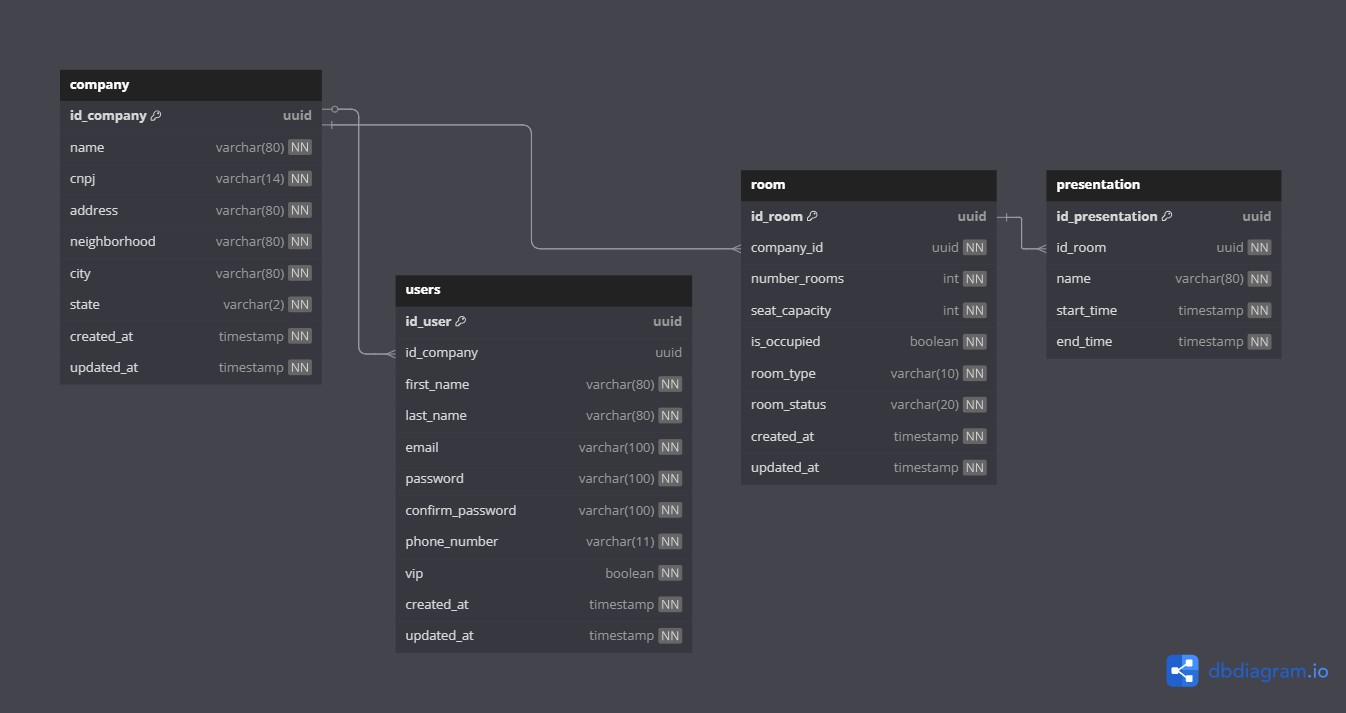 company
id_company uuid
name varchar(80) NN
cnpj varchar(14) NN
address varchar(80) NN
neighborhood varchar(80) NN
city varchar(80) NN
state varchar(2) NN
created_at timestamp NN
updated_at timestamp NN
users
id_user uuid
id_company uuid
first_name varchar(80) NN
last_name varchar(80) NN
email varchar(100) NN
password varchar(100) NN
confirm_password varchar(100) NN
phone_number varchar(11) NN
vip boolean NN
created_at timestamp NN
updated_at timestamp NN
room
id_room uuid
company_id uuid NN
number_rooms int NN
seat_capacity int NN
is_occupied boolean NN
room_type varchar(10) NN
room_status varchar(20) NN
created_at timestamp NN
updated_at timestamp NN
presentation
id_presentation uuid
id_room uuid NN
name varchar(80) NN
start_time timestamp NN
end_time timestamp NN
dbdiagram.io